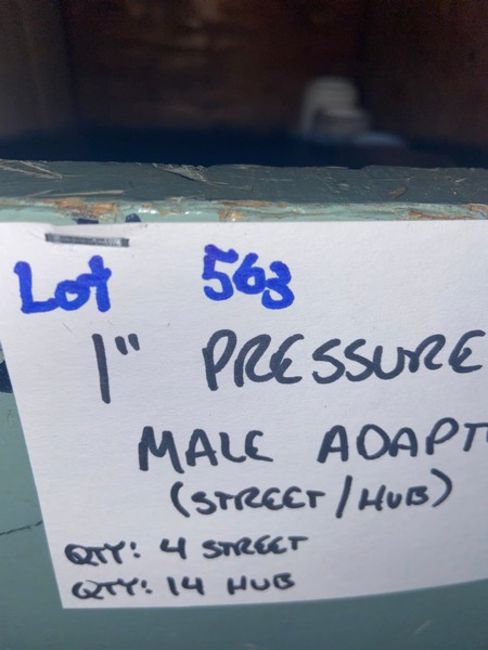 Lot 563
1" PRESSURE
MALE ADAPT
(STREET/HUB)
QTY: 4 STREET
QTY: 14 HUB